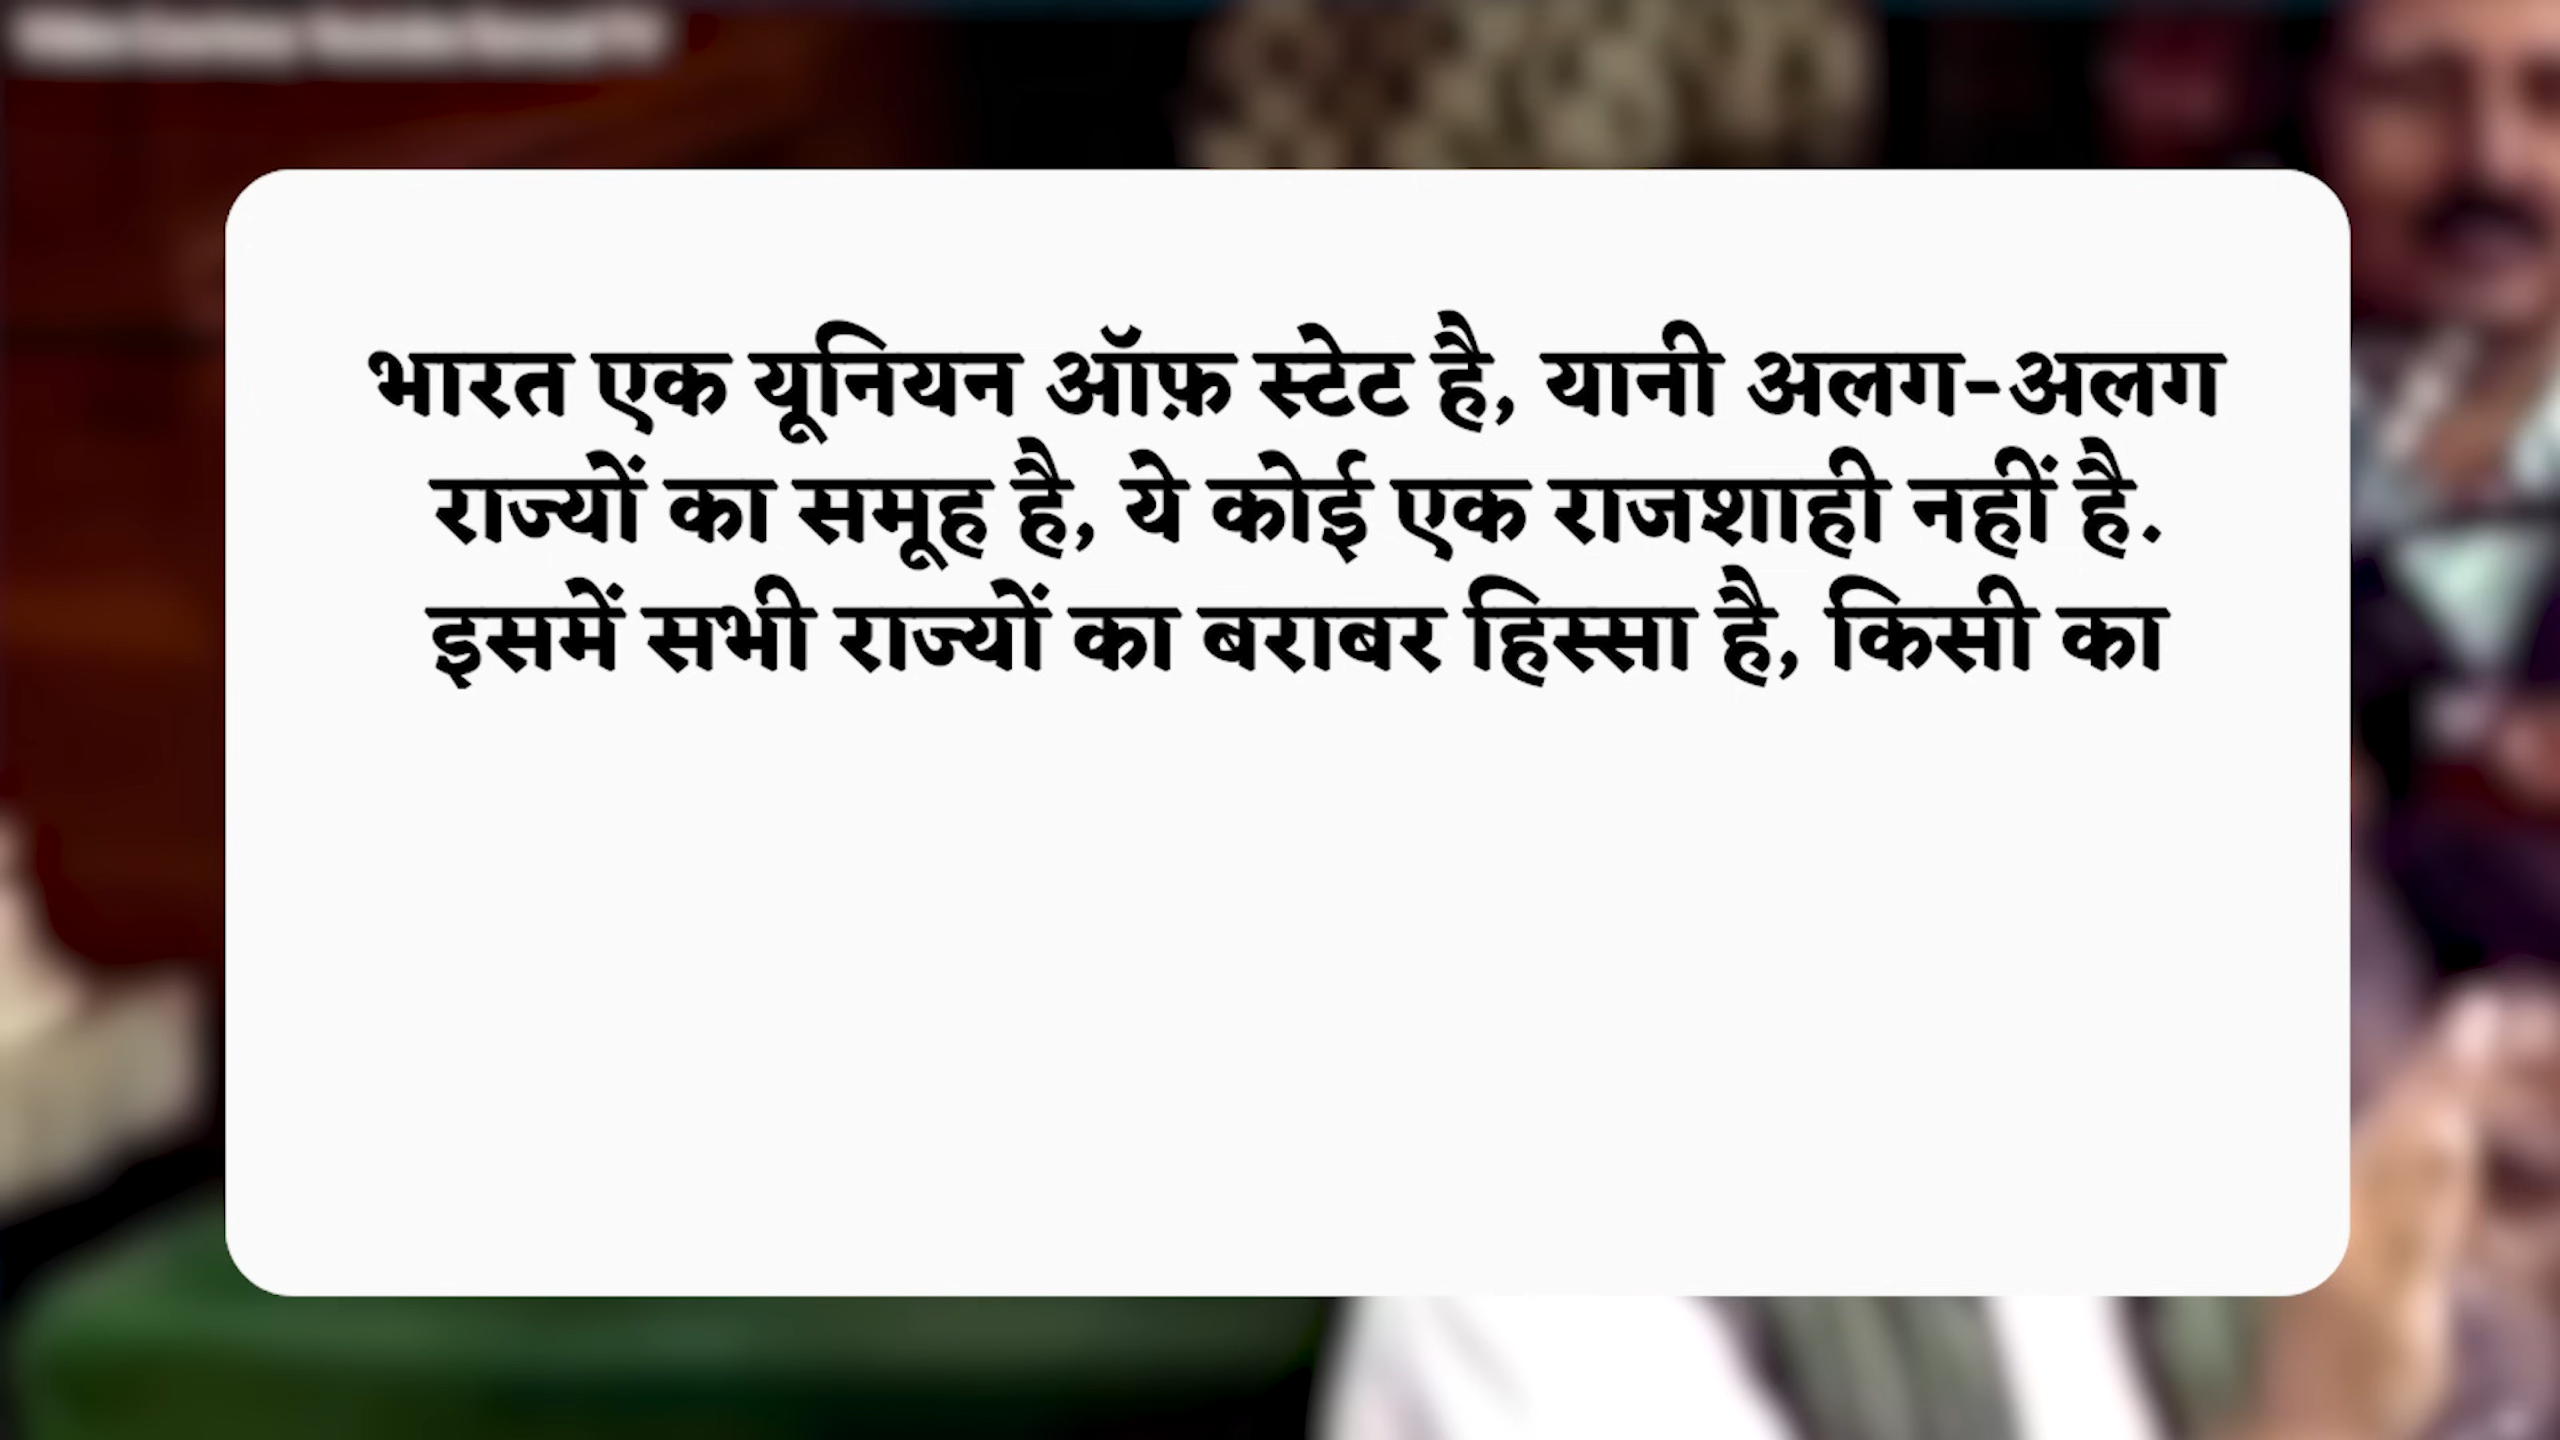 भारत एक यूनियन ऑफ़ स्टेट है, यानी अलग-अलग
राज्यों का समूह है, ये कोई एक राजशाही नहीं है.
इसमें सभी राज्यों का बराबर हिस्सा है, किसी का